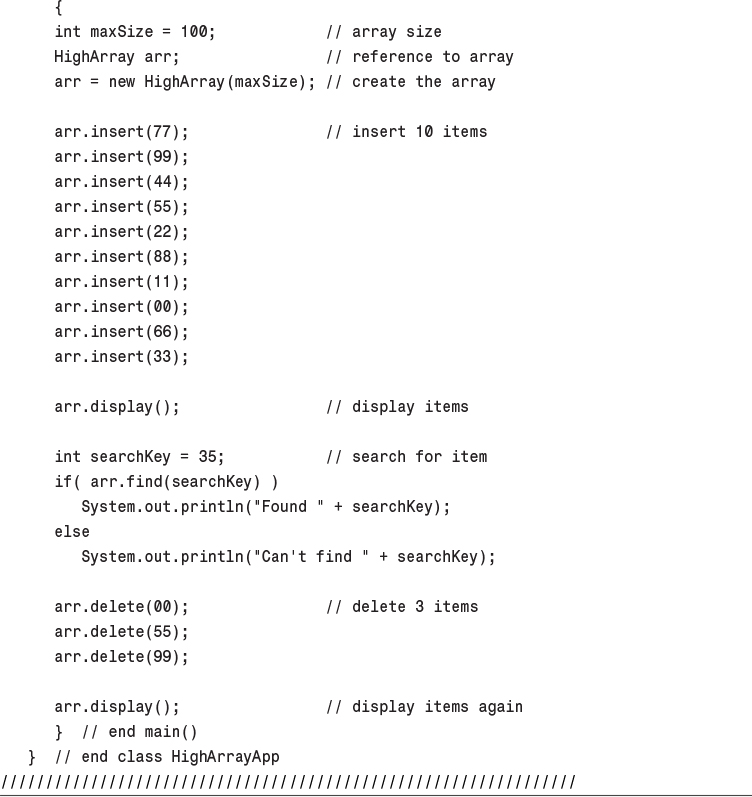 {
int maxSize = 100;            // array size
HighArray arr;                // reference to array
arr = new HighArray(maxSize); // create the array
arr.insert(77);               // insert 10 items
arr.insert(99);
arr.insert(44);
arr.insert(55);
arr.insert(22);
arr.insert(88);
arr.insert(11);
arr.insert(00);
arr.insert(66);
arr.insert(33);
arr.display();                // display items
int searchKey = 35;           // search for item
if( arr.find(searchKey) )
   System.out.println("Found " + searchKey);
else
   System.out.println("Can't find " + searchKey);
arr.delete(00);               // delete 3 items
arr.delete(55);
arr.delete(99);
arr.display();                // display items again
}  // end main()
}  // end class HighArrayApp
////////////////////////////////////////////////////////////////